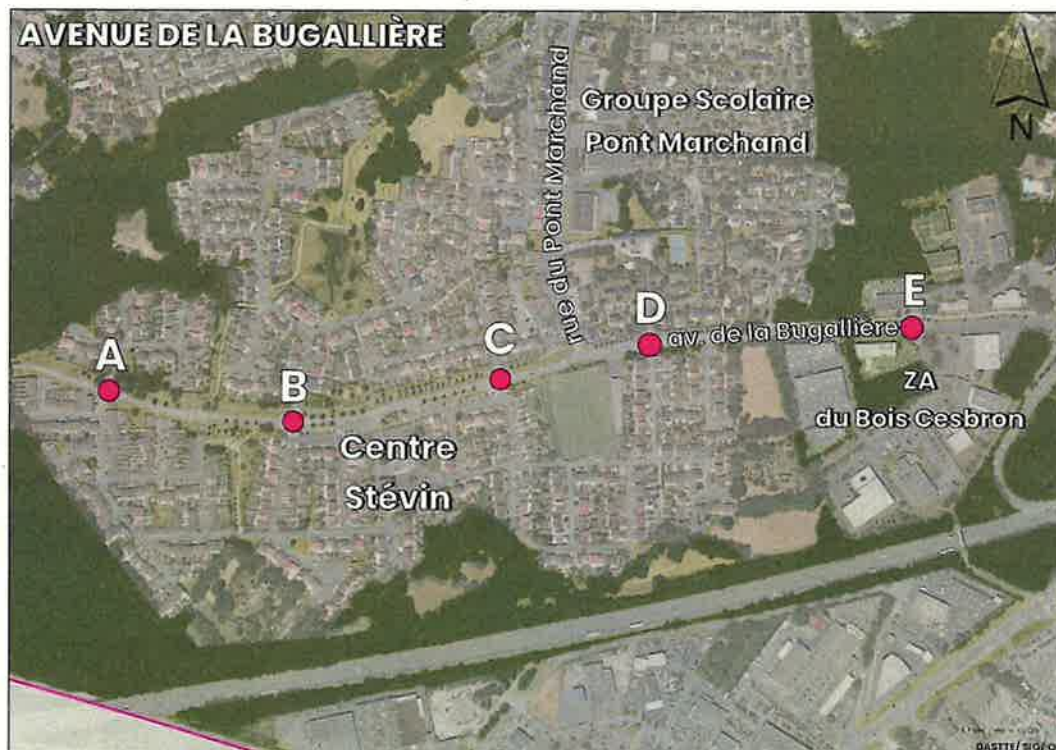 AVENUE DE LA BUGALLIÈRE
Groupe Scolaire
Pont Marchand
N
rue du Pont Marchand
A
B
C
D
av. de la Bugallière
E
ZA
du Bois Cesbron
Centre
Stévin